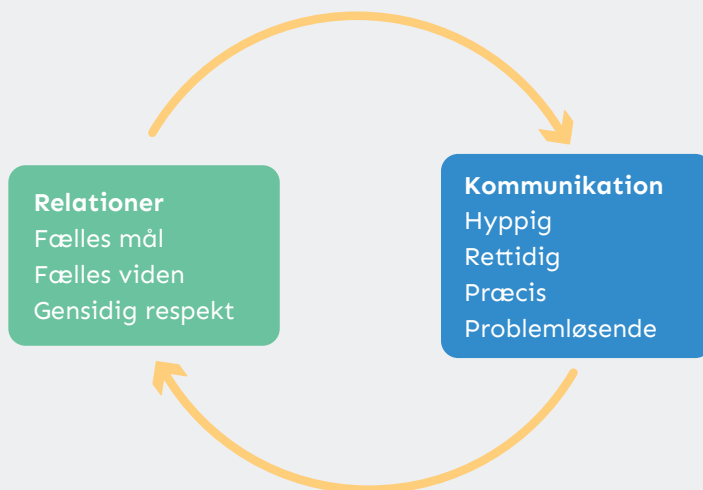 Relationer
Fælles mål
Fælles viden
Gensidig respekt
Kommunikation
Hyppig
Rettidig
Præcis
Problemløsende